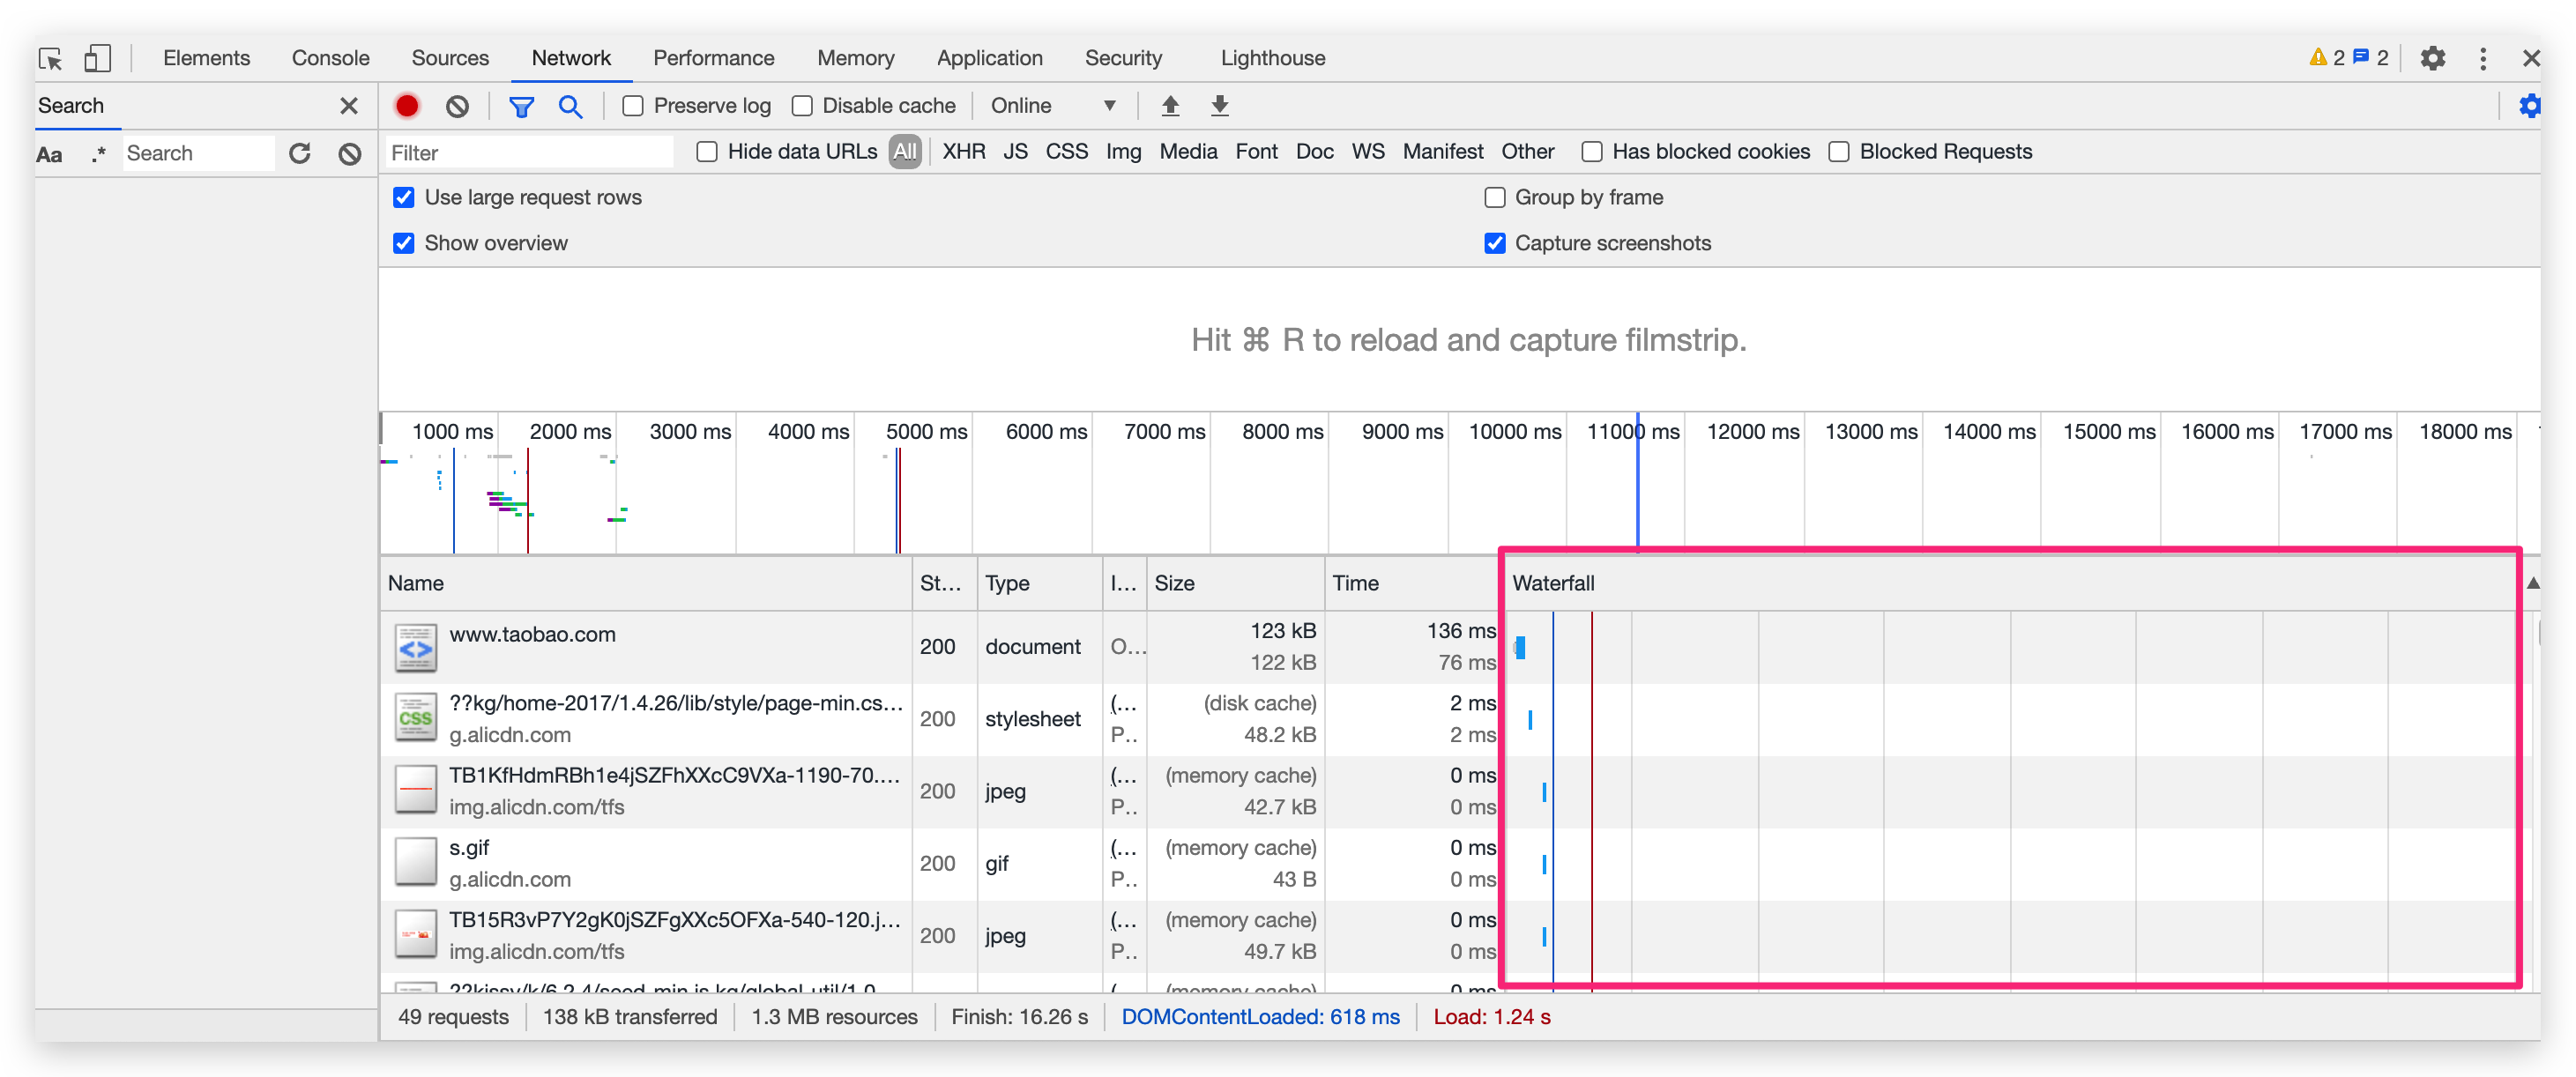 Elements Console Sources Network Performance Memory Application Security Lighthouse 2 2
Search Preserve log Disable cache Online
Aa .* Search Filter Hide data URLs All XHR JS CSS Img Media Font Doc WS Manifest Other Has blocked cookies Blocked Requests
Use large request rows Group by frame
Show overview Capture screenshots
Hit ⌘ R to reload and capture filmstrip.
1000 ms 2000 ms 3000 ms 4000 ms 5000 ms 6000 ms 7000 ms 8000 ms 9000 ms 10000 ms 11000 ms 12000 ms 13000 ms 14000 ms 15000 ms 16000 ms 17000 ms 18000 ms
Name St... Type I... Size Time Waterfall
www.taobao.com 200 document O... 123 kB 136 ms
122 kB 76 ms
CSS ??kg/home-2017/1.4.26/lib/style/page-min.cs... 200 stylesheet (... (disk cache) 2 ms
g.alicdn.com P.. 48.2 kB 2 ms
TB1KfHdmRBh1e4jSZFhXXcC9VXa-1190-70.... 200 jpeg (... (memory cache) 0 ms
img.alicdn.com/tfs P.. 42.7 kB 0 ms
s.gif 200 gif (... (memory cache) 0 ms
g.alicdn.com P.. 43 B 0 ms
TB15R3vP7Y2gK0jSZFgXXc5OFXa-540-120.j... 200 jpeg (... (memory cache) 0 ms
img.alicdn.com/tfs P.. 49.7 kB 0 ms
(memory cache) 0 ms
49 requests 138 kB transferred 1.3 MB resources Finish: 16.26 s DOMContentLoaded: 618 ms Load: 1.24 s